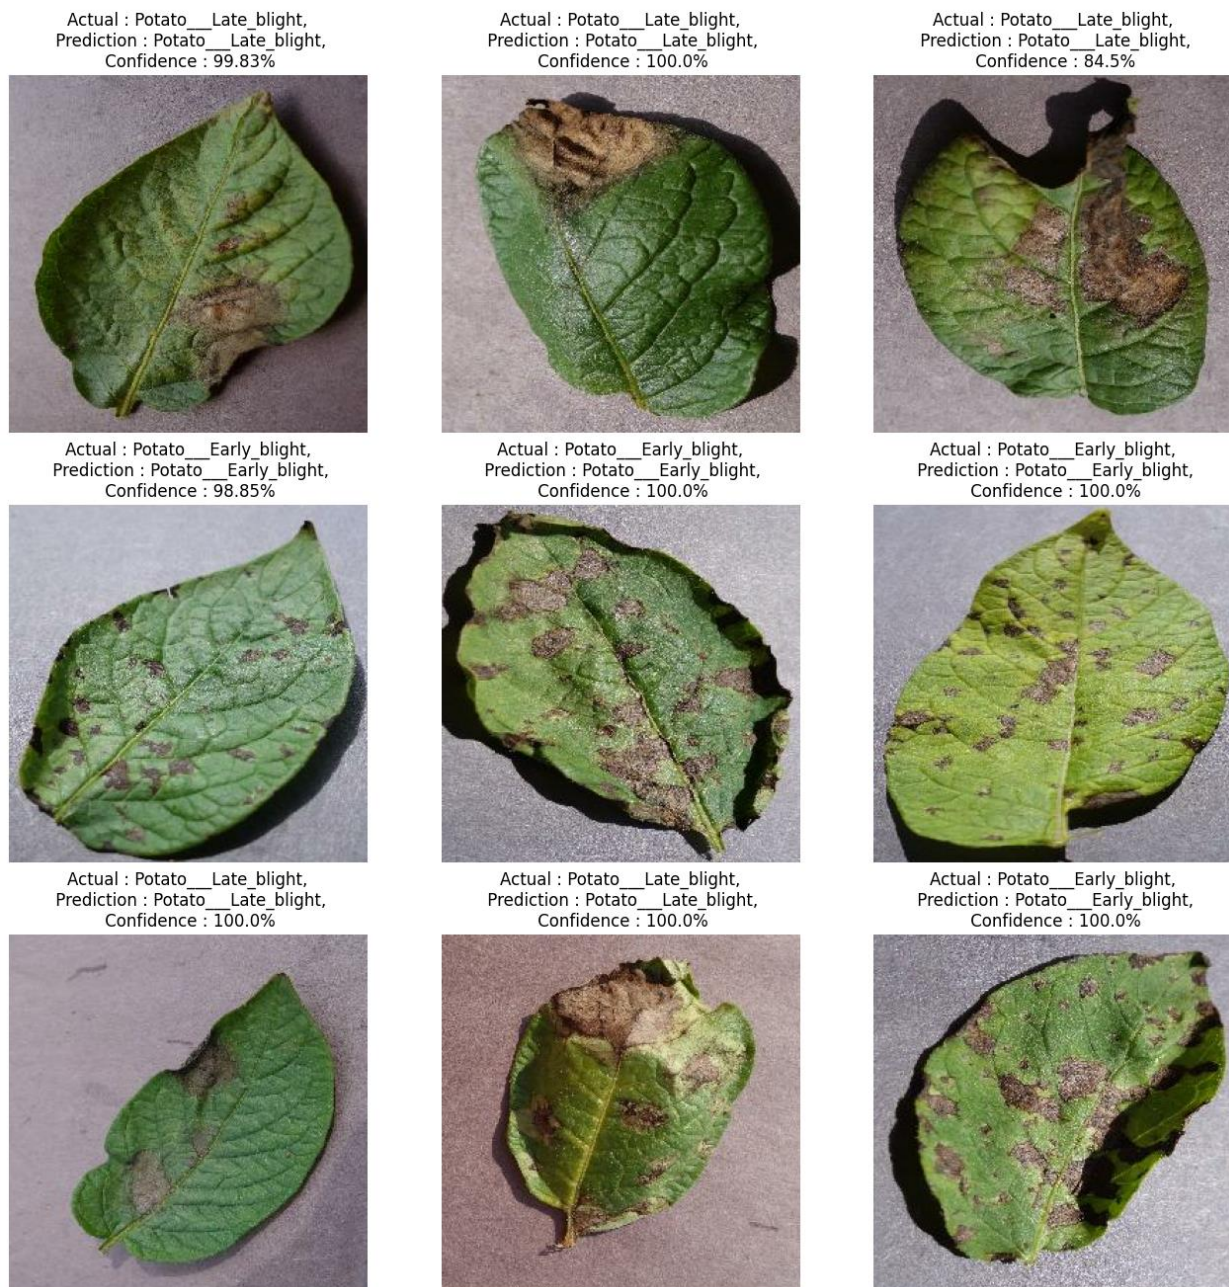 Actual : Potato___Late_blight,
Prediction : Potato___Late_blight,
Confidence : 99.83%
Actual : Potato___Late_blight,
Prediction : Potato___Late_blight,
Confidence : 100.0%
Actual : Potato___Late_blight,
Prediction : Potato___Late_blight,
Confidence : 84.5%
Actual : Potato___Early_blight,
Prediction : Potato___Early_blight,
Confidence : 98.85%
Actual : Potato___Early_blight,
Prediction : Potato___Early_blight,
Confidence : 100.0%
Actual : Potato___Early_blight,
Prediction : Potato___Early_blight,
Confidence : 100.0%
Actual : Potato___Late_blight,
Prediction : Potato___Late_blight,
Confidence : 100.0%
Actual : Potato___Late_blight,
Prediction : Potato___Late_blight,
Confidence : 100.0%
Actual : Potato___Early_blight,
Prediction : Potato___Early_blight,
Confidence : 100.0%